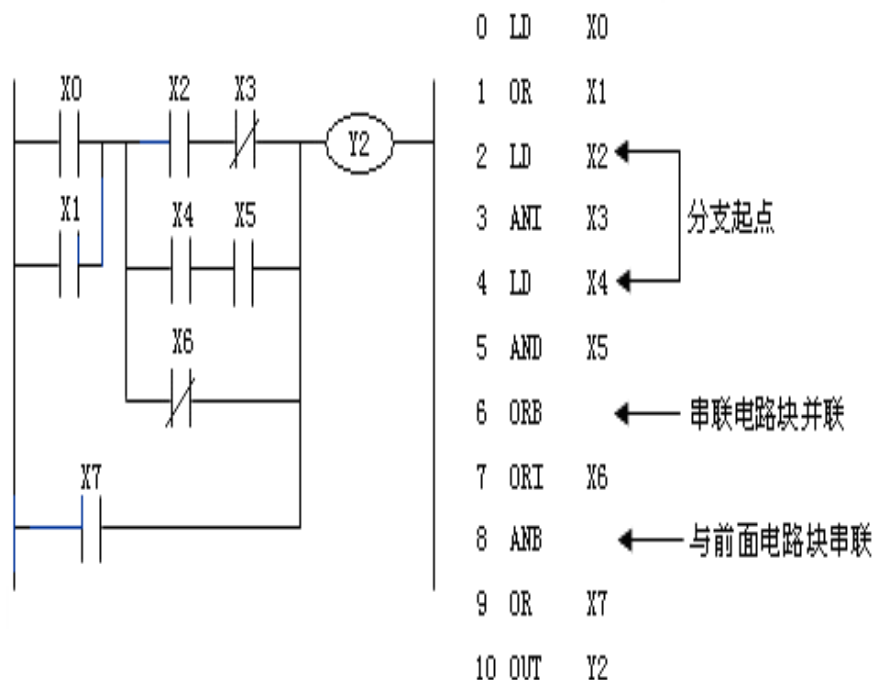 X0 X2 X3
Y2
X1 X4 X5
X6
X7
0 LD X0
1 OR X1
2 LD X2
3 ANI X3
分支起点
4 LD X4
5 AND X5
6 ORB 串联电路块并联
7 ORI X6
8 ANB 与前面电路块串联
9 OR X7
10 OUT Y2